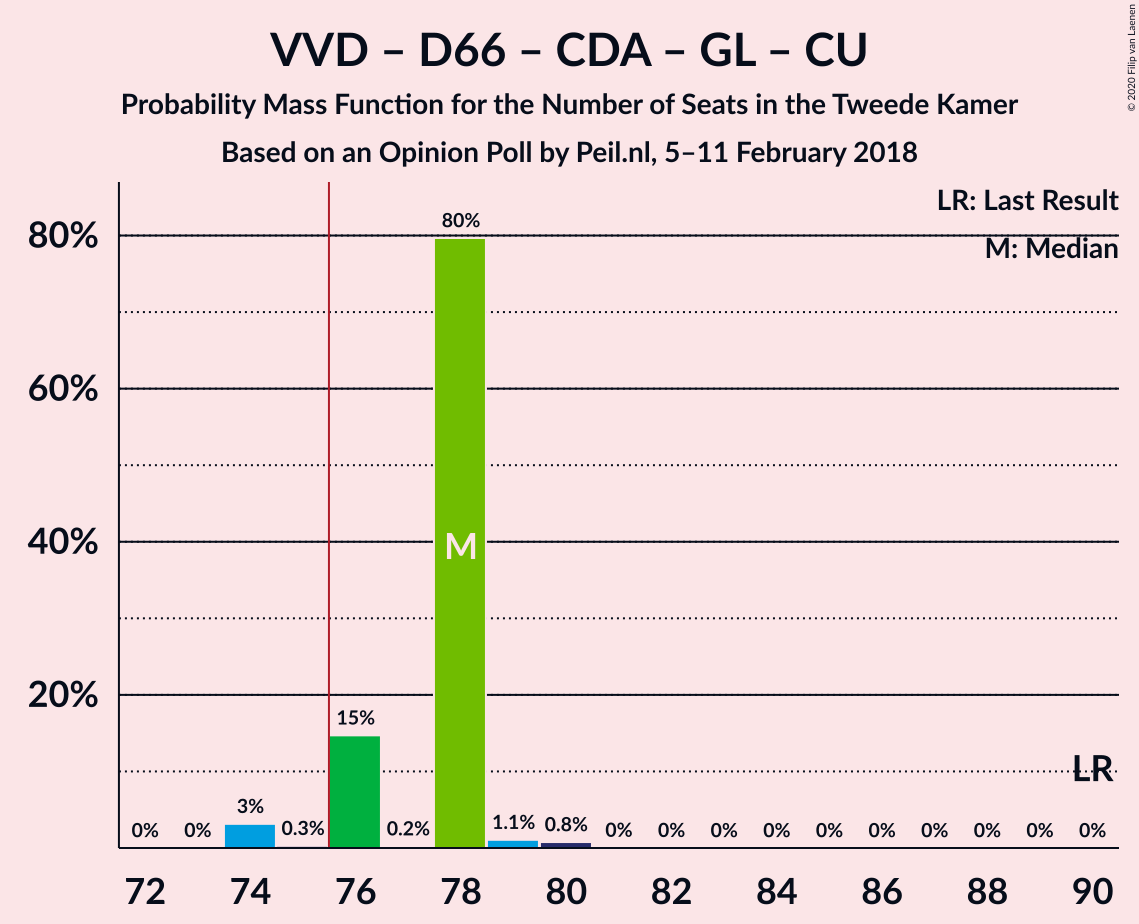 VVD – D66 – CDA – GL – CU
Probability Mass Function for the Number of Seats in the Tweede Kamer
Based on an Opinion Poll by Peil.nl, 5–11 February 2018
© 2020 Filip van Laenen
LR: Last Result
M: Median
80%
60%
40%
20%
0% 0% 3% 0.3% 15% 0.2% 80% 1.1% 0.8% 0% 0% 0% 0% 0% 0% 0% 0% 0% 0%
M
LR
72 74 76 78 80 82 84 86 88 90